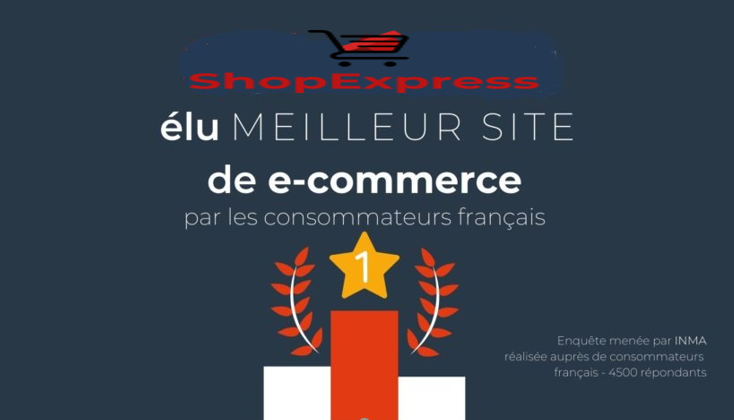 ShopExpress
élu MEILLEUR SITE
de e-commerce
par les consommateurs français
1
Enquête menée par INMA
réalisée auprès de consommateurs
français - 4500 répondants